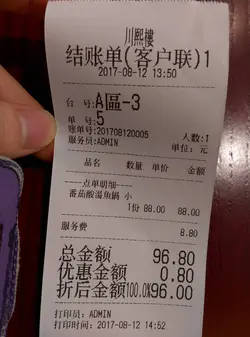 川熙樓
结账单(客户联)1
2017-08-12 13:50
台 号:A區-3
单 号:5
账单号:201708120005 人数:1
服务员:ADMIN 单位: 元
品名 数量 单价 金额
--点单明细--
番茄酸湯魚鍋 小
1份 88.00 88.00
服务费 8.80
总金额 96.80
优惠金额 0.80
折后金额100.0%96.00
打印员: ADMIN
打印时间: 2017-08-12 14:52